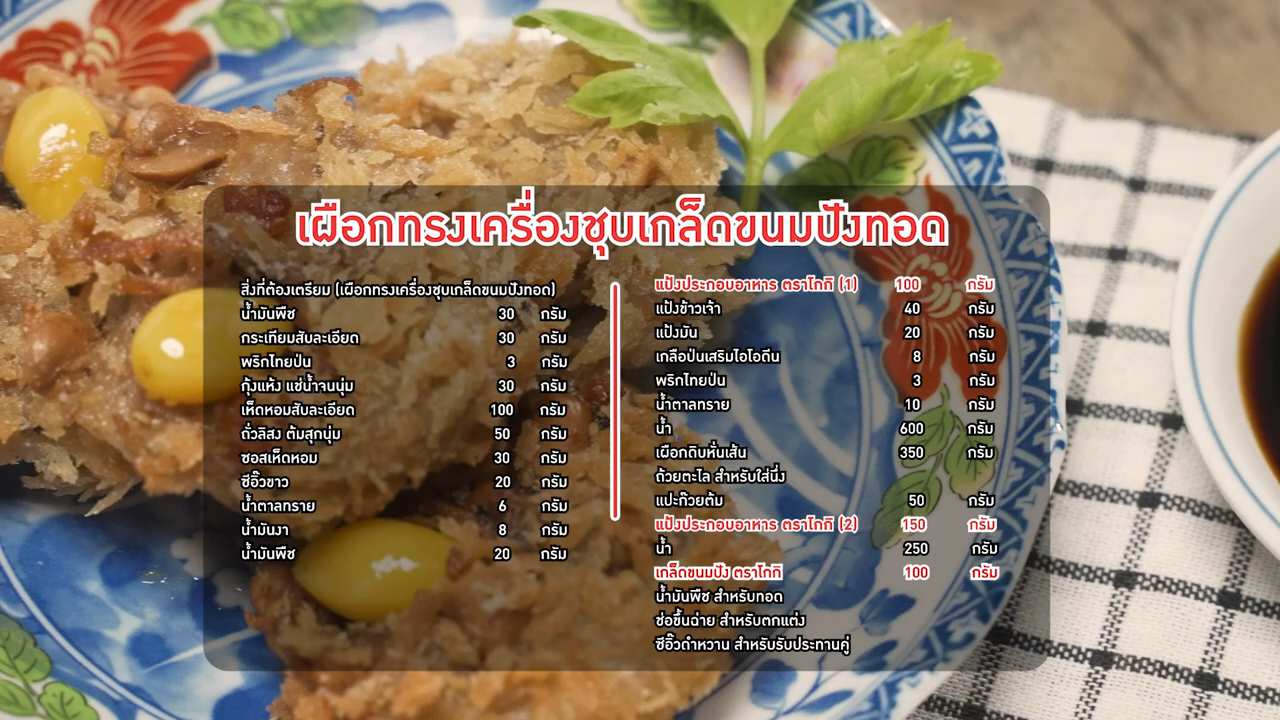 เผือกทรงเครื่องชุบเกล็ดขนมปังทอด
สิ่งที่ต้องเตรียม (เผือกทรงเครื่องชุบเกล็ดขนมปังทอด)
น้ำมันพืช 30 กรัม
กระเทียมสับละเอียด 30 กรัม
พริกไทยป่น 3 กรัม
กุ้งแห้ง แช่น้ำจนนุ่ม 30 กรัม
เห็ดหอมสับละเอียด 100 กรัม
ถั่วลิสง ต้มสุกนุ่ม 50 กรัม
ซอสเห็ดหอม 30 กรัม
ซีอิ๊วขาว 20 กรัม
น้ำตาลทราย 6 กรัม
น้ำมันงา 8 กรัม
น้ำมันพืช 20 กรัม
แป้งประกอบอาหาร ตราโกกิ (1) 100 กรัม
แป้งข้าวเจ้า 40 กรัม
แป้งมัน 20 กรัม
เกลือป่นเสริมไอโอดีน 8 กรัม
พริกไทยป่น 3 กรัม
น้ำตาลทราย 10 กรัม
น้ำ 600 กรัม
เผือกดิบหั่นเส้น 350 กรัม
ถ้วยตะไล สำหรับใส่นึ่ง
แปะก๊วยต้ม 50 กรัม
แป้งประกอบอาหาร ตราโกกิ (2) 150 กรัม
น้ำ 250 กรัม
เกล็ดขนมปัง ตราโกกิ 100 กรัม
น้ำมันพืช สำหรับทอด
ช่อขึ้นฉ่าย สำหรับตกแต่ง
ซีอิ๊วดำหวาน สำหรับรับประทานคู่